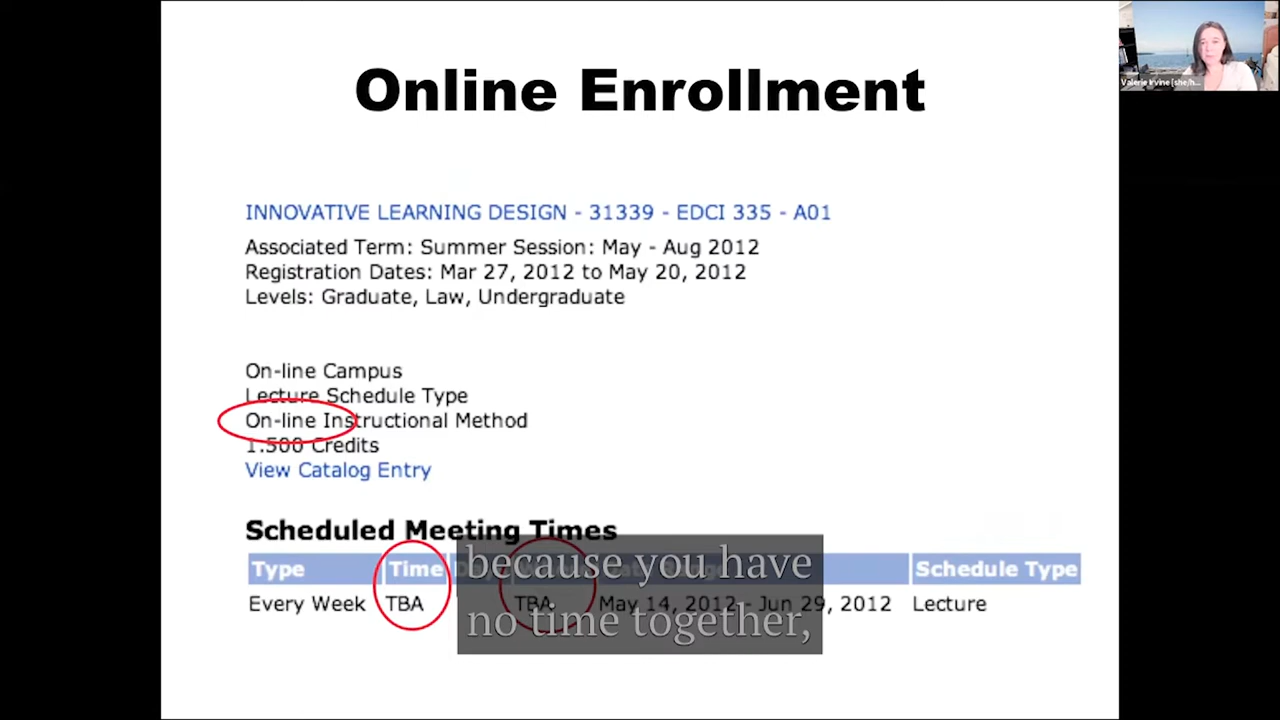 Online Enrollment
Valerie Irvine [she/h...
INNOVATIVE LEARNING DESIGN - 31339 - EDCI 335 - A01
Associated Term: Summer Session: May - Aug 2012
Registration Dates: Mar 27, 2012 to May 20, 2012
Levels: Graduate, Law, Undergraduate
On-line Campus
Lecture Schedule Type
On-line Instructional Method
1.500 Credits
View Catalog Entry
Scheduled Meeting Times
Type Time Schedule Type
Every Week TBA TBA May 14, 2012 - Jun 29, 2012 Lecture
because you have
no time together,